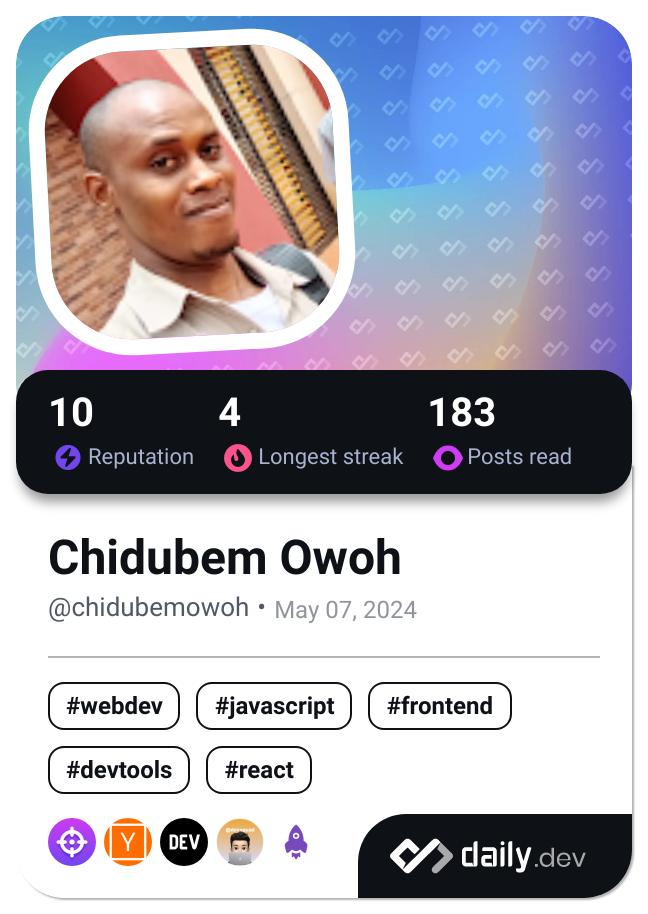 10 4 183
Reputation Longest streak Posts read
Chidubem Owoh
@chidubemowoh • May 07, 2024
#webdev #javascript #frontend
#devtools #react
Y DEV
daily.dev